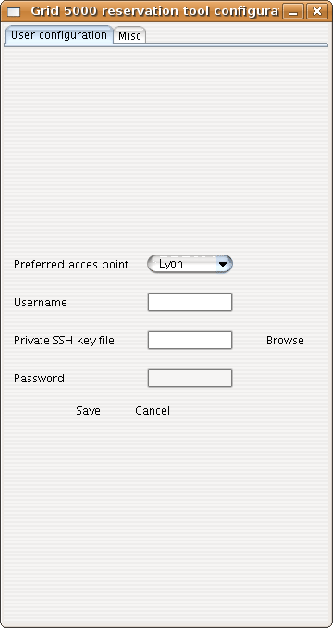 Grid 5000 reservation tool configura
User configuration Misc
Preferred acces point Lyon
Username
Private SSH key file Browse
Password
Save Cancel